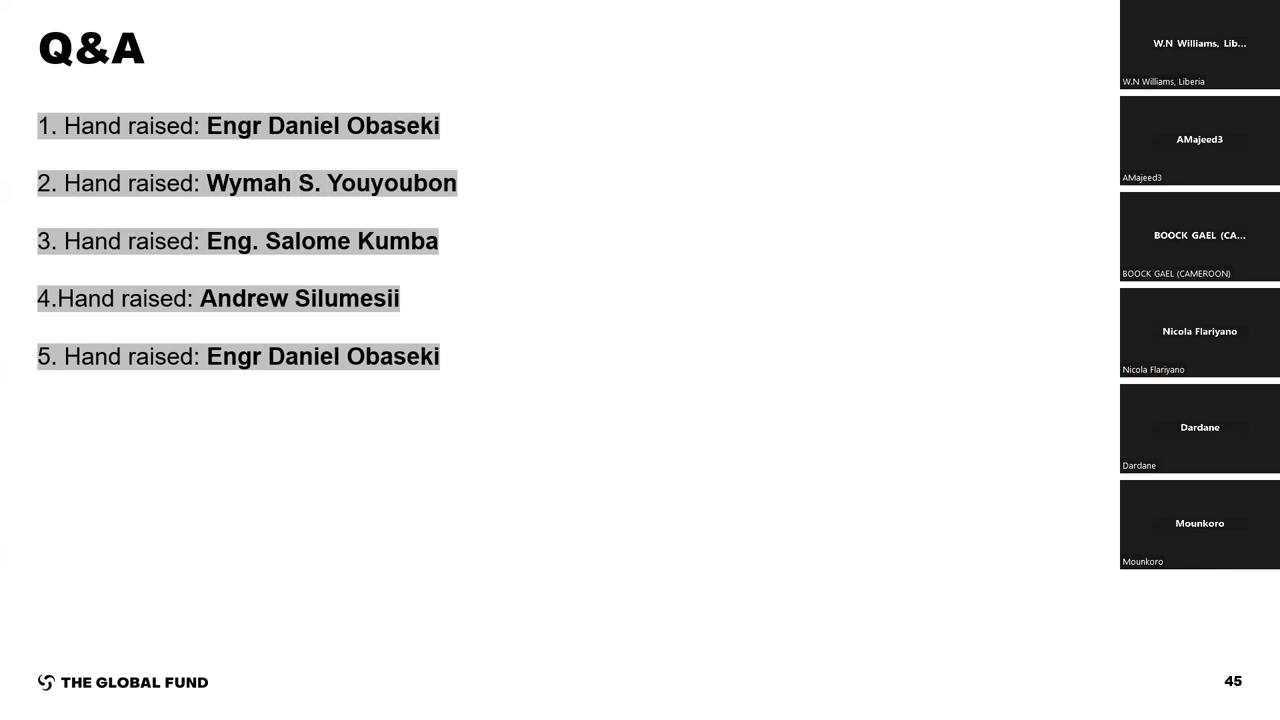 Q&A
1. Hand raised: Engr Daniel Obaseki
2. Hand raised: Wymah S. Youyoubon
3. Hand raised: Eng. Salome Kumba
4.Hand raised: Andrew Silumesii
5. Hand raised: Engr Daniel Obaseki
THE GLOBAL FUND
45
W.N Williams, Lib...
W.N Williams, Liberia
AMajeed3
AMajeed3
BOOCK GAEL (CA...
BOOCK GAEL (CAMEROON)
Nicola Flariyano
Nicola Flariyano
Dardane
Dardane
Mounkoro
Mounkoro